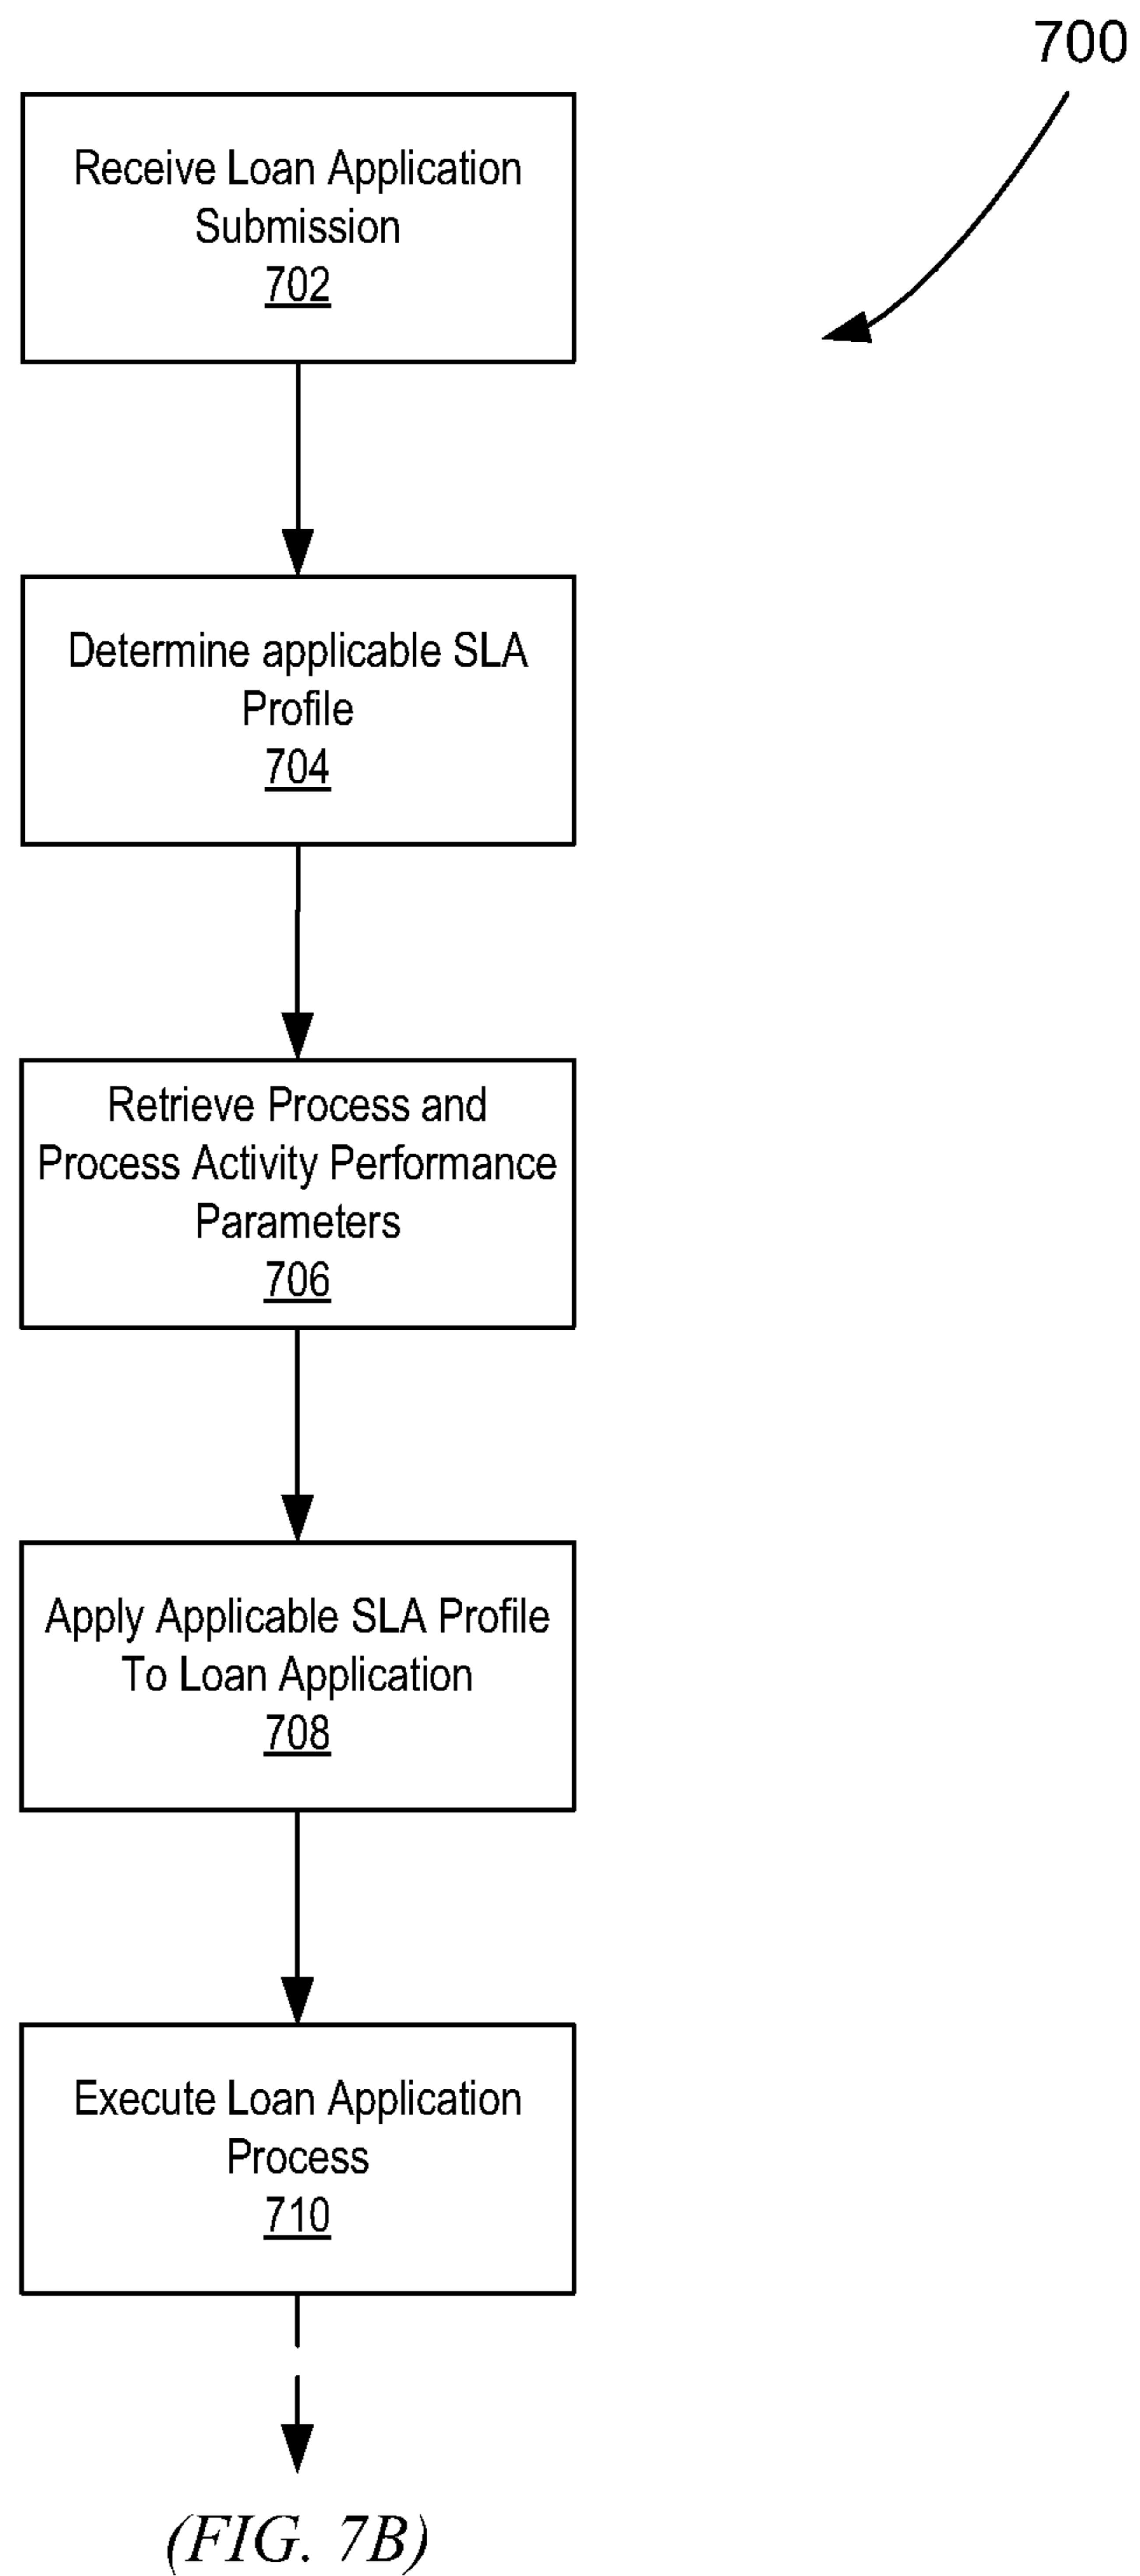 700
Receive Loan Application
Submission
702
Determine applicable SLA
Profile
704
Retrieve Process and
Process Activity Performance
Parameters
706
Apply Applicable SLA Profile
To Loan Application
708
Execute Loan Application
Process
710
(FIG. 7B)